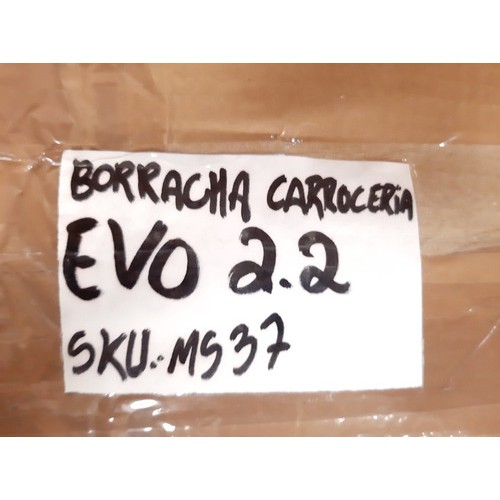 BORRACHA CARROCERIA
EVO 2.2
SKU.: MS37